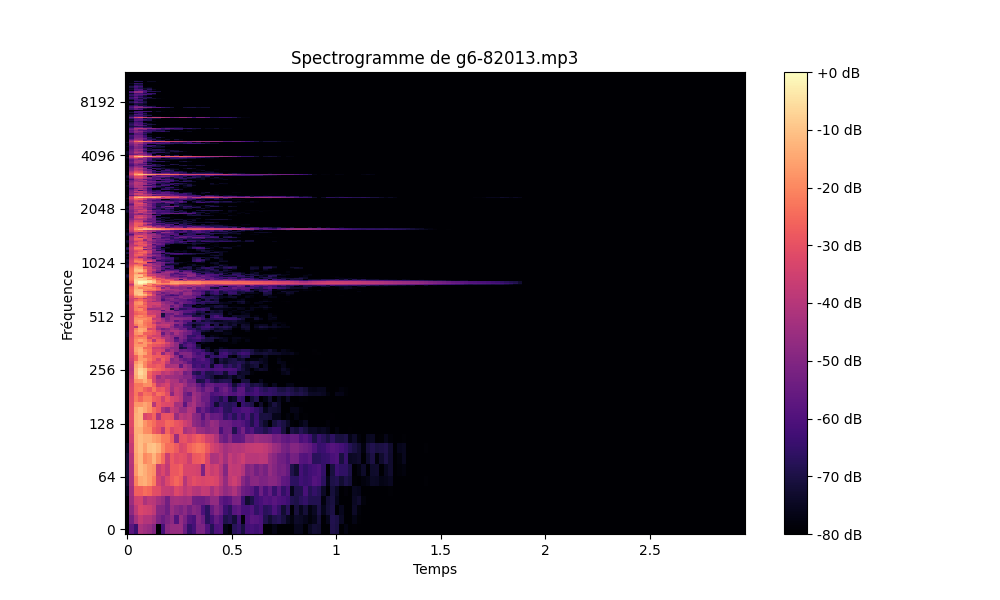 Spectrogramme de g6-82013.mp3
Fréquence
8192
4096
2048
1024
512
256
128
64
0
0
0.5
1
1.5
2
2.5
Temps
+0 dB
-10 dB
-20 dB
-30 dB
-40 dB
-50 dB
-60 dB
-70 dB
-80 dB